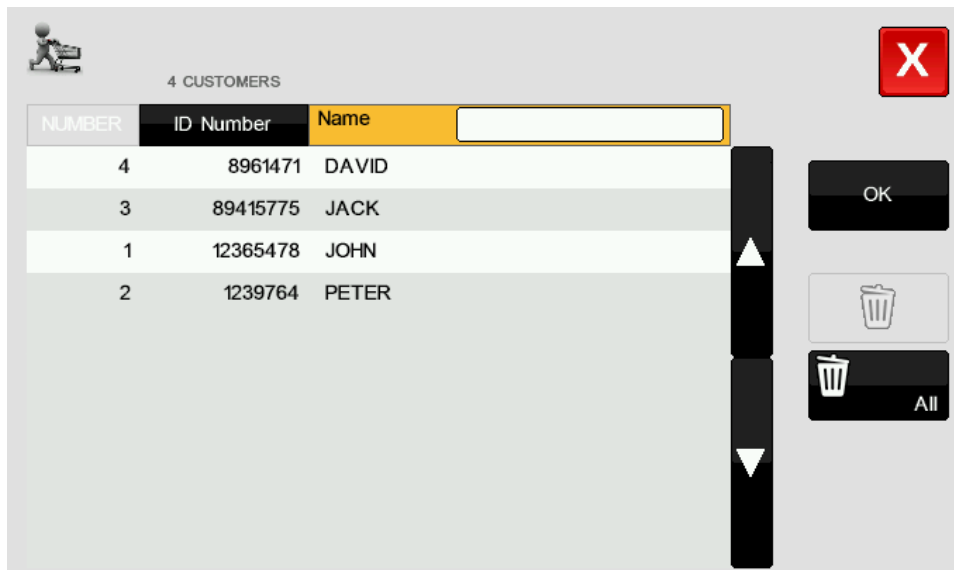 X
4 CUSTOMERS
NUMBER ID Number Name
4 8961471 DAVID
OK
3 89415775 JACK
1 12365478 JOHN
2 1239764 PETER
All